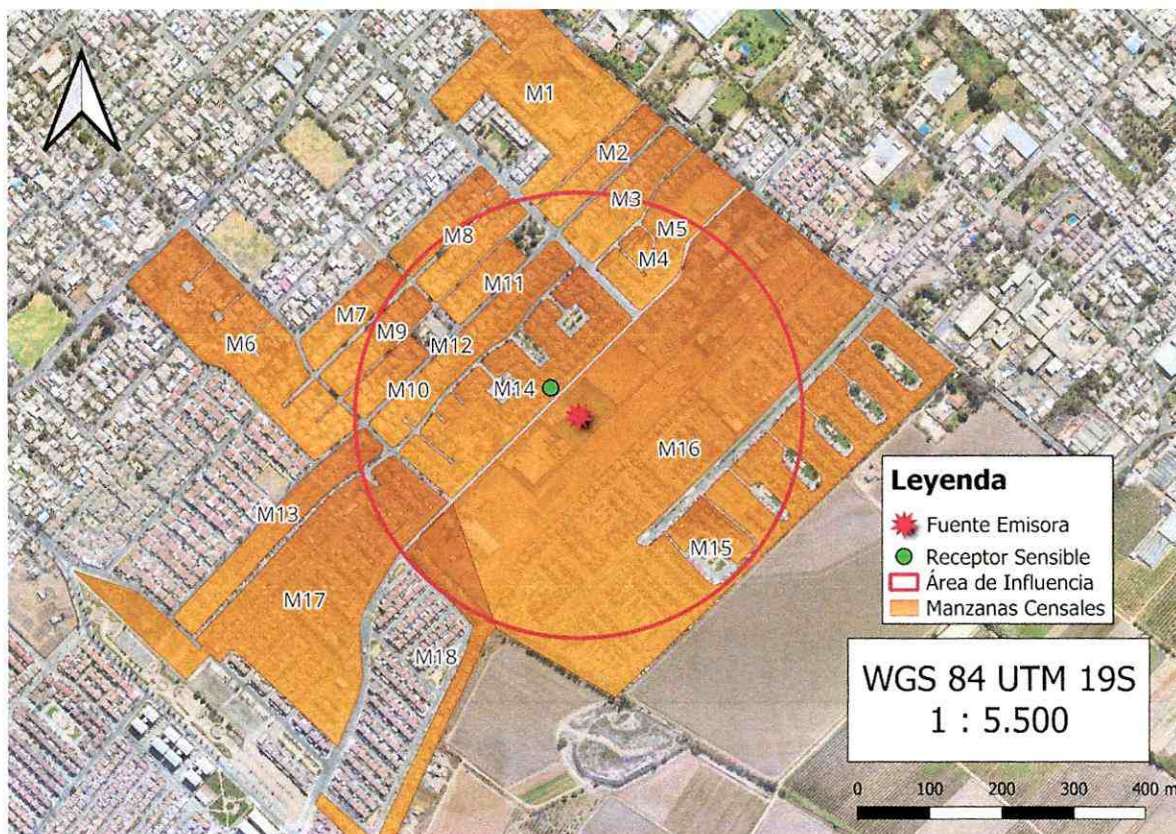 M1
M2
M3
M5
M8
M4
M11
M7
M9
M6
M12
M10
M14
M16
M13
M15
M17
M18
Leyenda
Fuente Emisora
Receptor Sensible
Área de Influencia
Manzanas Censales
WGS 84 UTM 19S
1 : 5.500
0 100 200 300 400 m